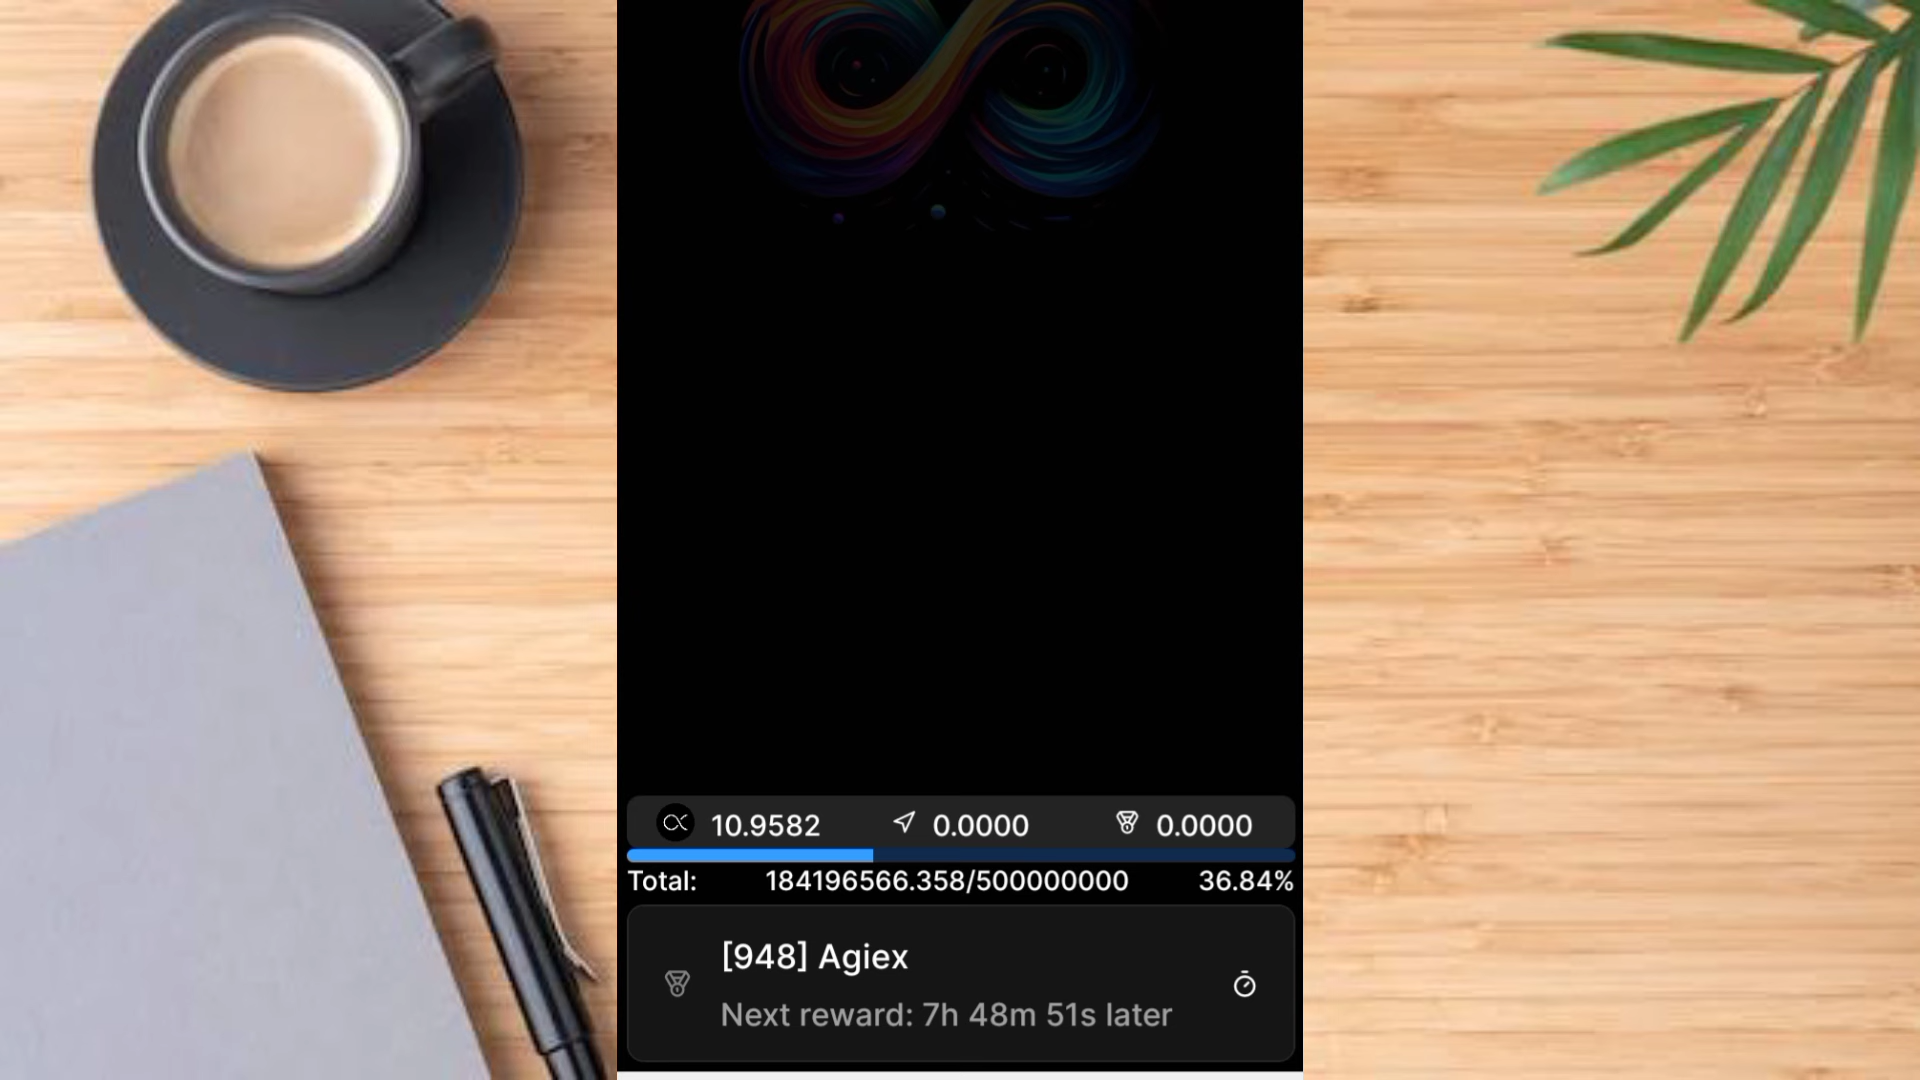 10.9582 0.0000 0.0000
Total: 184196566.358/500000000 36.84%
[948] Agiex
Next reward: 7h 48m 51s later